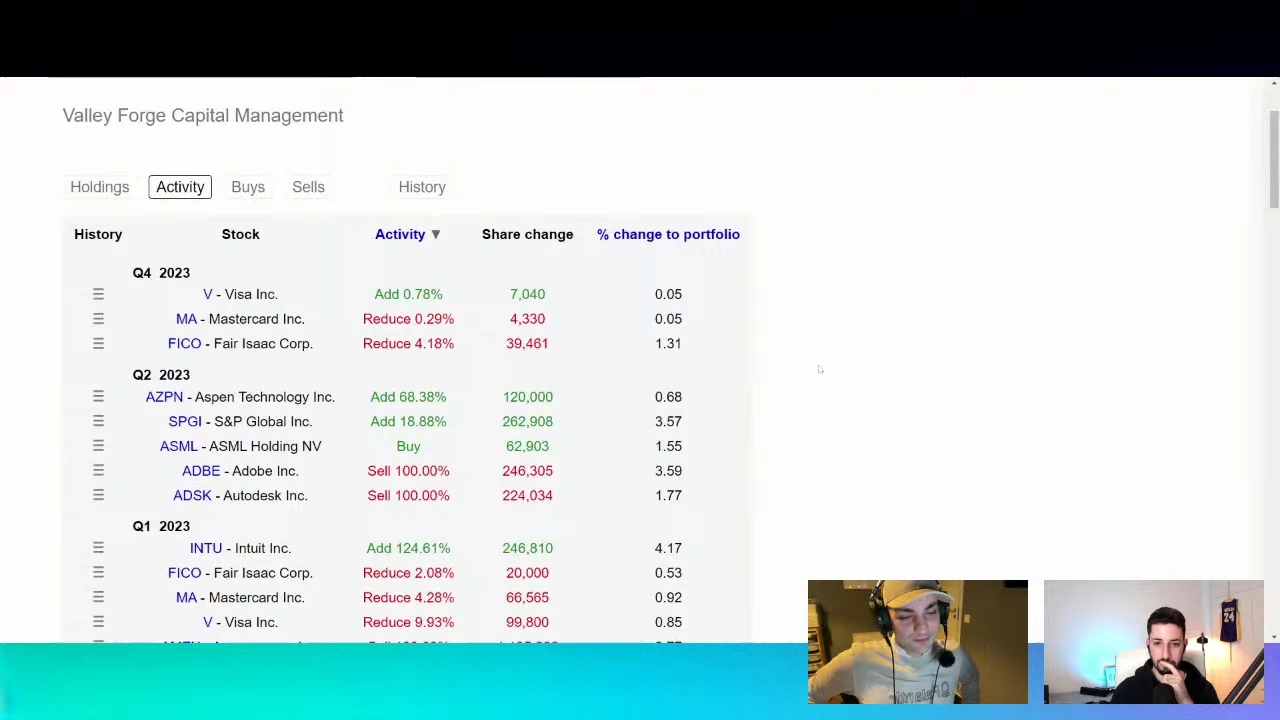 Valley Forge Capital Management
Holdings Activity Buys Sells History
History Stock Activity ▼ Share change % change to portfolio
Q4 2023
V - Visa Inc. Add 0.78% 7,040 0.05
MA - Mastercard Inc. Reduce 0.29% 4,330 0.05
FICO - Fair Isaac Corp. Reduce 4.18% 39,461 1.31
Q2 2023
AZPN - Aspen Technology Inc. Add 68.38% 120,000 0.68
SPGI - S&P Global Inc. Add 18.88% 262,908 3.57
ASML - ASML Holding NV Buy 62,903 1.55
ADBE - Adobe Inc. Sell 100.00% 246,305 3.59
ADSK - Autodesk Inc. Sell 100.00% 224,034 1.77
Q1 2023
INTU - Intuit Inc. Add 124.61% 246,810 4.17
FICO - Fair Isaac Corp. Reduce 2.08% 20,000 0.53
MA - Mastercard Inc. Reduce 4.28% 66,565 0.92
V - Visa Inc. Reduce 9.93% 99,800 0.85
24